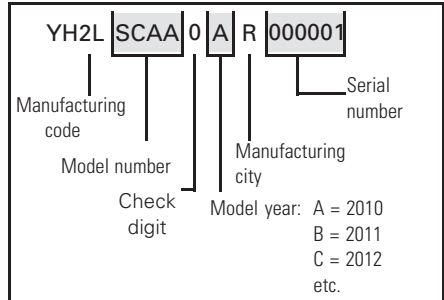 YH2L SCAA 0 A R 000001
Serial
number
Manufacturing
code
Model number
Manufacturing
city
Check
digit
Model year: A = 2010
B = 2011
C = 2012
etc.